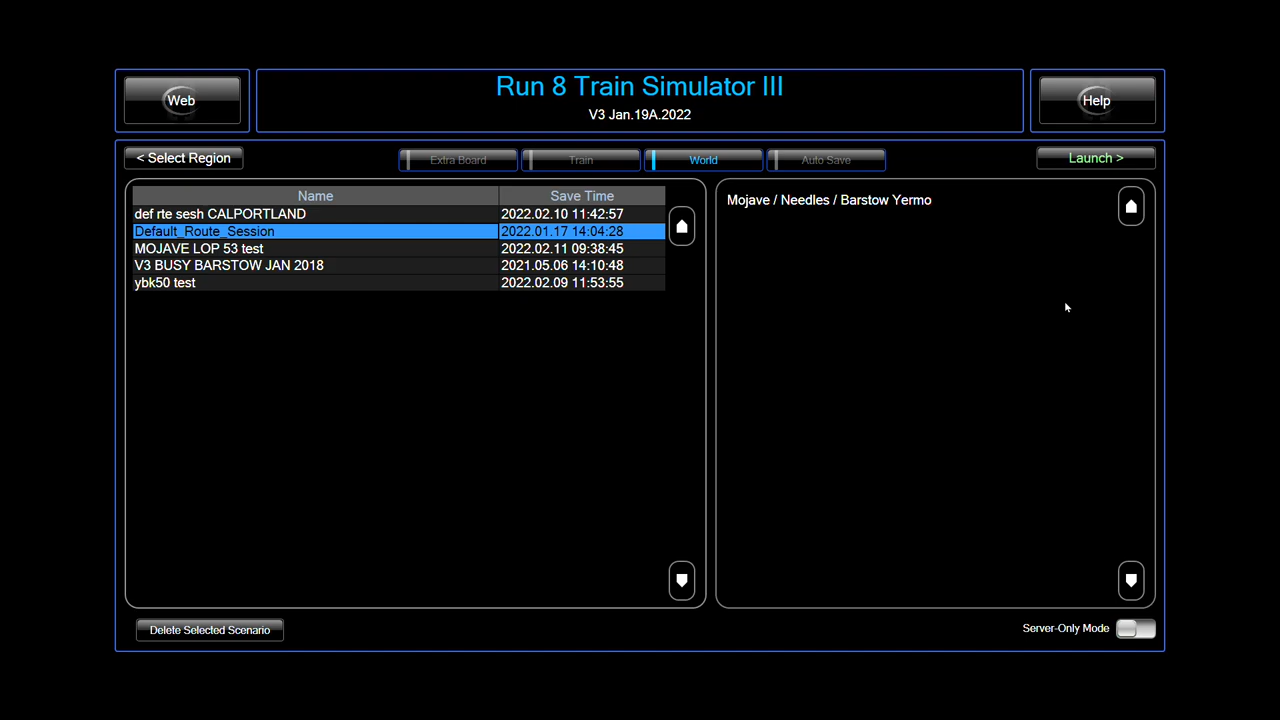 Web
Run 8 Train Simulator III
V3 Jan.19A.2022
Help
< Select Region
Extra Board
Train
World
Auto Save
Launch >
Name Save Time
def rte sesh CALPORTLAND 2022.02.10 11:42:57
Default_Route_Session 2022.01.17 14:04:28
MOJAVE LOP 53 test 2022.02.11 09:38:45
V3 BUSY BARSTOW JAN 2018 2021.05.06 14:10:48
ybk50 test 2022.02.09 11:53:55
Mojave / Needles / Barstow Yermo
Delete Selected Scenario
Server-Only Mode